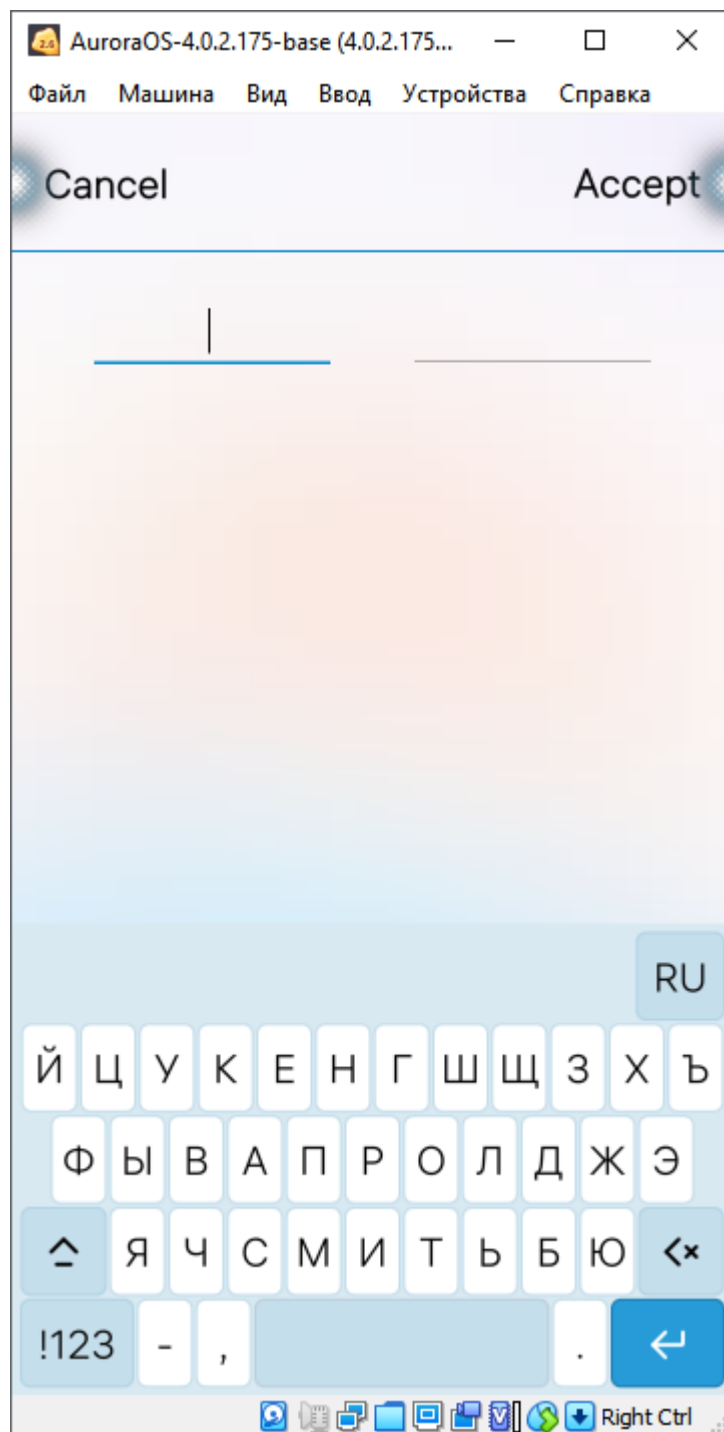 AuroraOS-4.0.2.175-base (4.0.2.175...
Файл Машина Вид Ввод Устройства Справка
Cancel Accept
RU
Й Ц У К Е Н Г Ш Щ З Х Ъ
Ф Ы В А П Р О Л Д Ж Э
Я Ч С М И Т Ь Б Ю
!123 - , .
Right Ctrl